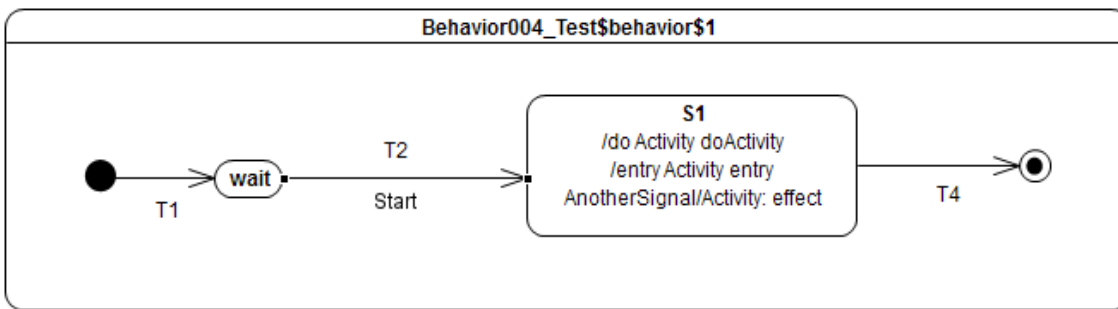 Behavior004_Test$behavior$1
T1
wait
T2
Start
S1
/do Activity doActivity
/entry Activity entry
AnotherSignal/Activity: effect
T4